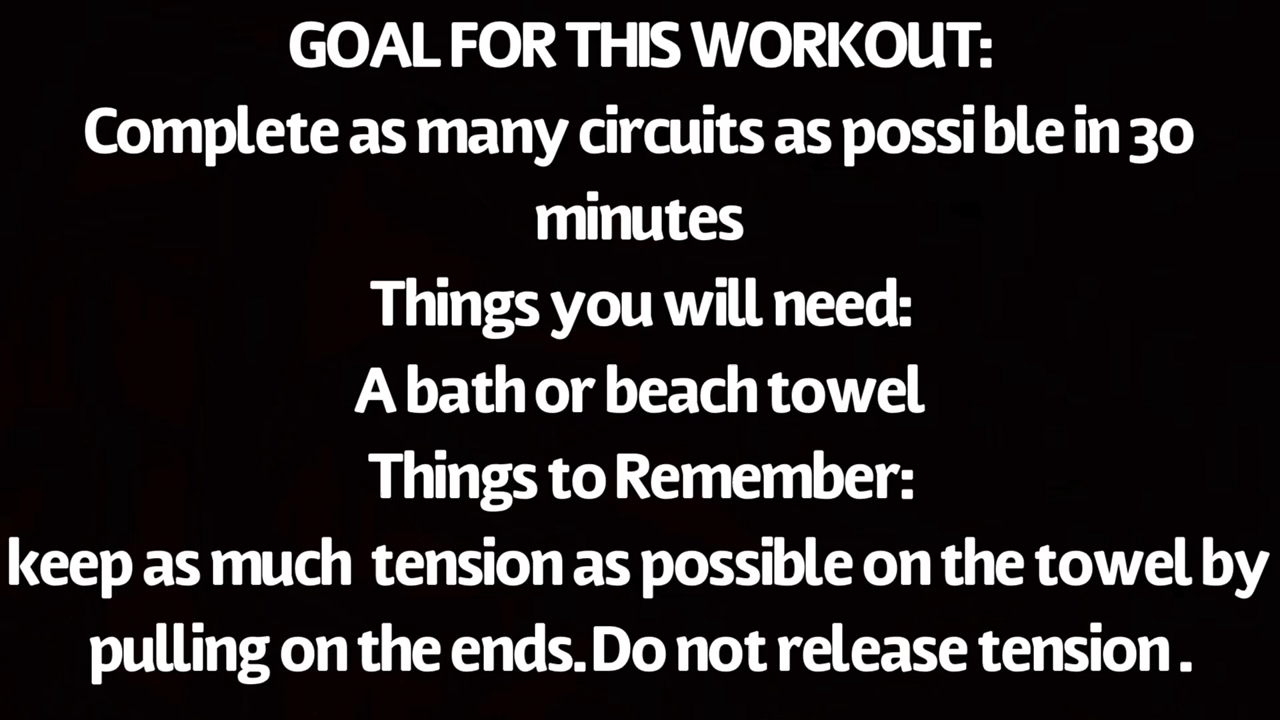 GOAL FOR THIS WORKOUT:
Complete as many circuits as possible in 30
minutes
Things you will need:
A bath or beach towel
Things to Remember:
keep as much tension as possible on the towel by
pulling on the ends. Do not release tension .